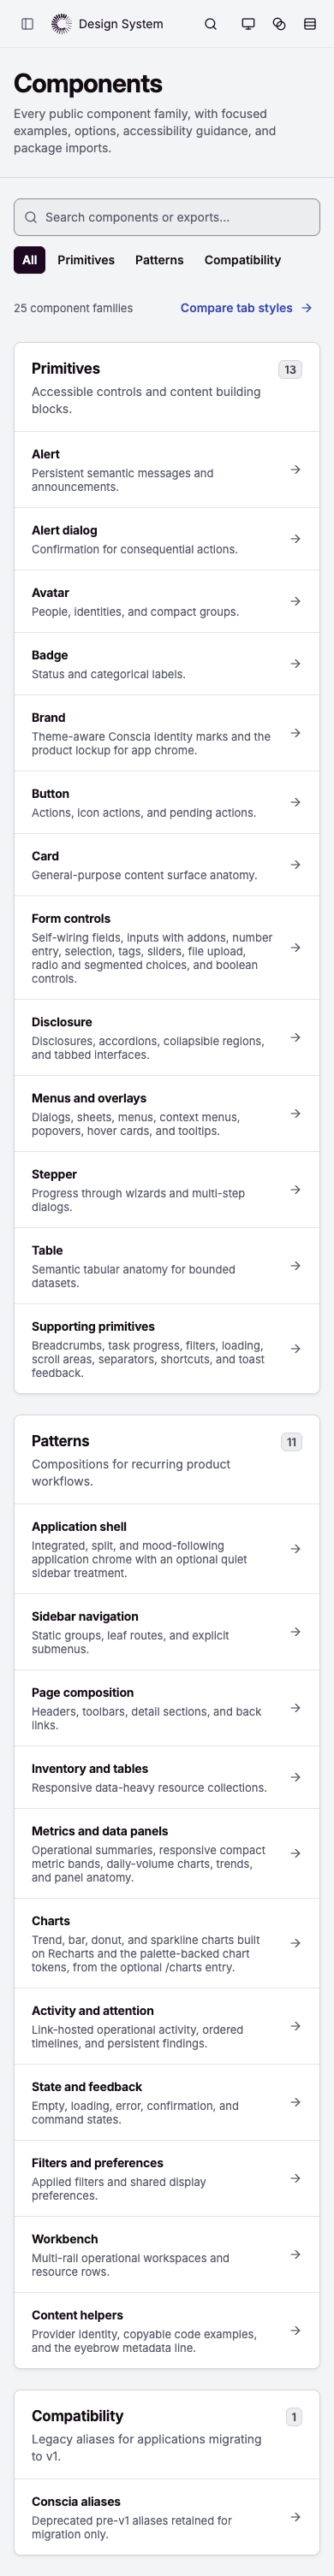 Design System
Components
Every public component family, with focused
examples, options, accessibility guidance, and
package imports.
Search components or exports...
All Primitives Patterns Compatibility
25 component families Compare tab styles
Primitives 13
Accessible controls and content building
blocks.
Alert
Persistent semantic messages and
announcements.
Alert dialog
Confirmation for consequential actions.
Avatar
People, identities, and compact groups.
Badge
Status and categorical labels.
Brand
Theme-aware Conscia identity marks and the
product lockup for app chrome.
Button
Actions, icon actions, and pending actions.
Card
General-purpose content surface anatomy.
Form controls
Self-wiring fields, inputs with addons, number
entry, selection, tags, sliders, file upload,
radio and segmented choices, and boolean
controls.
Disclosure
Disclosures, accordions, collapsible regions,
and tabbed interfaces.
Menus and overlays
Dialogs, sheets, menus, context menus,
popovers, hover cards, and tooltips.
Stepper
Progress through wizards and multi-step
dialogs.
Table
Semantic tabular anatomy for bounded
datasets.
Supporting primitives
Breadcrumbs, task progress, filters, loading,
scroll areas, separators, shortcuts, and toast
feedback.
Patterns 11
Compositions for recurring product
workflows.
Application shell
Integrated, split, and mood-following
application chrome with an optional quiet
sidebar treatment.
Sidebar navigation
Static groups, leaf routes, and explicit
submenus.
Page composition
Headers, toolbars, detail sections, and back
links.
Inventory and tables
Responsive data-heavy resource collections.
Metrics and data panels
Operational summaries, responsive compact
metric bands, daily-volume charts, trends,
and panel anatomy.
Charts
Trend, bar, donut, and sparkline charts built
on Recharts and the palette-backed chart
tokens, from the optional /charts entry.
Activity and attention
Link-hosted operational activity, ordered
timelines, and persistent findings.
State and feedback
Empty, loading, error, confirmation, and
command states.
Filters and preferences
Applied filters and shared display
preferences.
Workbench
Multi-rail operational workspaces and
resource rows.
Content helpers
Provider identity, copyable code examples,
and the eyebrow metadata line.
Compatibility 1
Legacy aliases for applications migrating
to v1.
Conscia aliases
Deprecated pre-v1 aliases retained for
migration only.